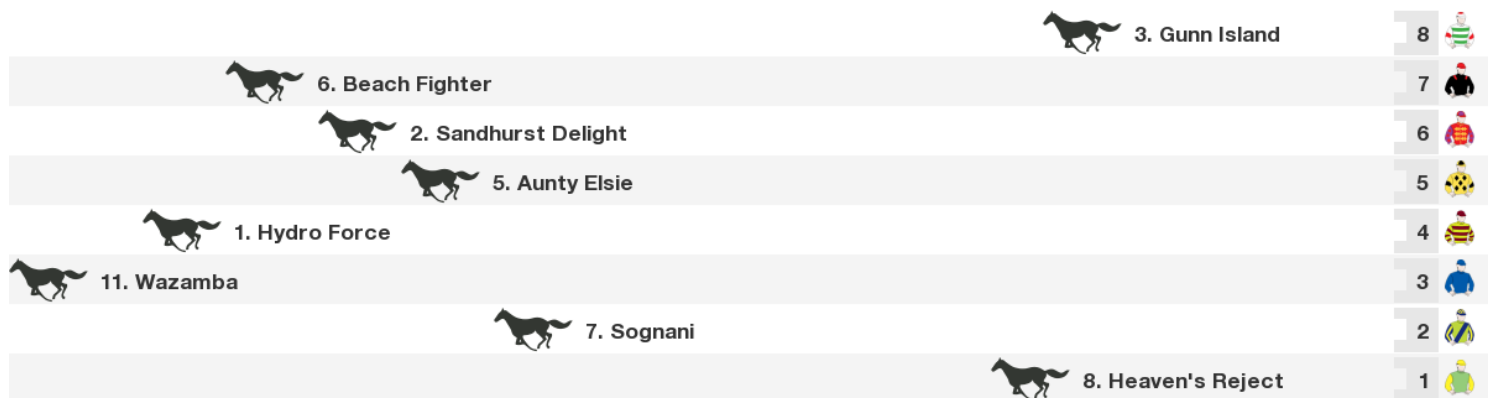 3. Gunn Island 8
6. Beach Fighter 7
2. Sandhurst Delight 6
5. Aunty Elsie 5
1. Hydro Force 4
11. Wazamba 3
7. Sognani 2
8. Heaven's Reject 1